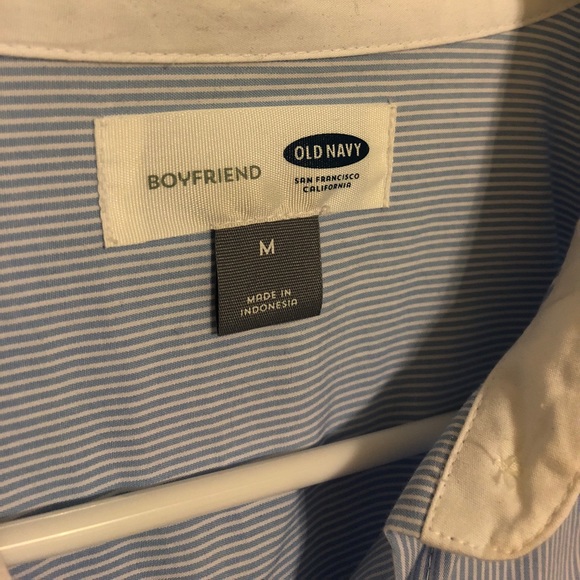 BOYFRIEND
OLD NAVY
SAN FRANCISCO
CALIFORNIA
M
MADE IN
INDONESIA